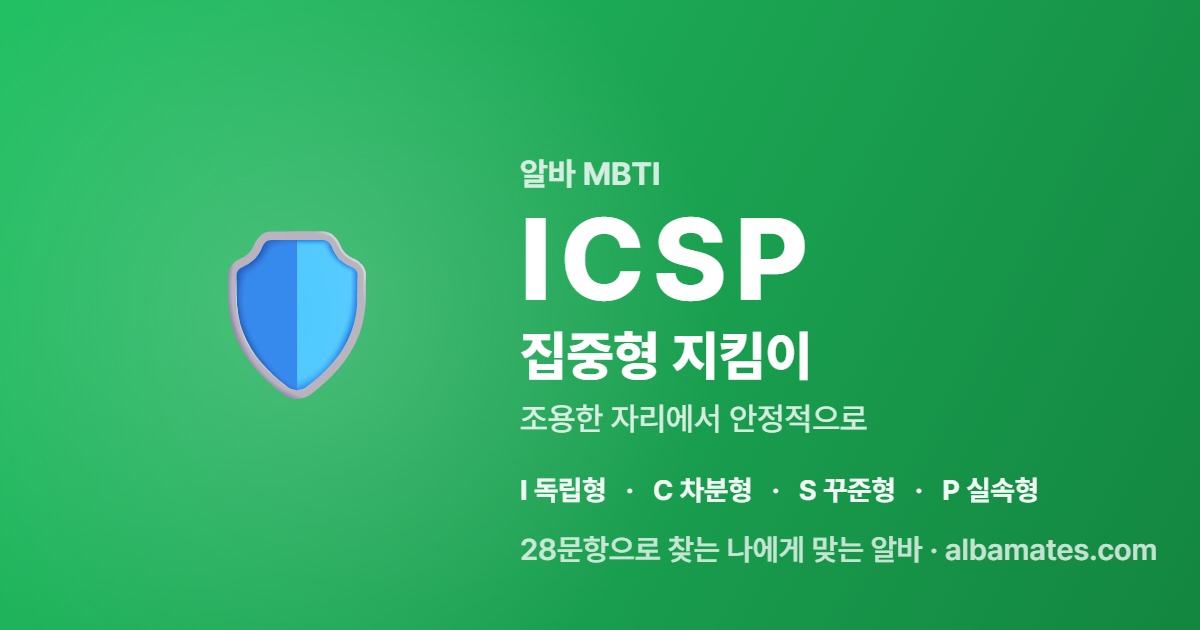 알바 MBTI
ICSP
집중형 지킴이
조용한 자리에서 안정적으로
I 독립형 · C 차분형 · S 꾸준형 · P 실속형
28문항으로 찾는 나에게 맞는 알바 · albamates.com